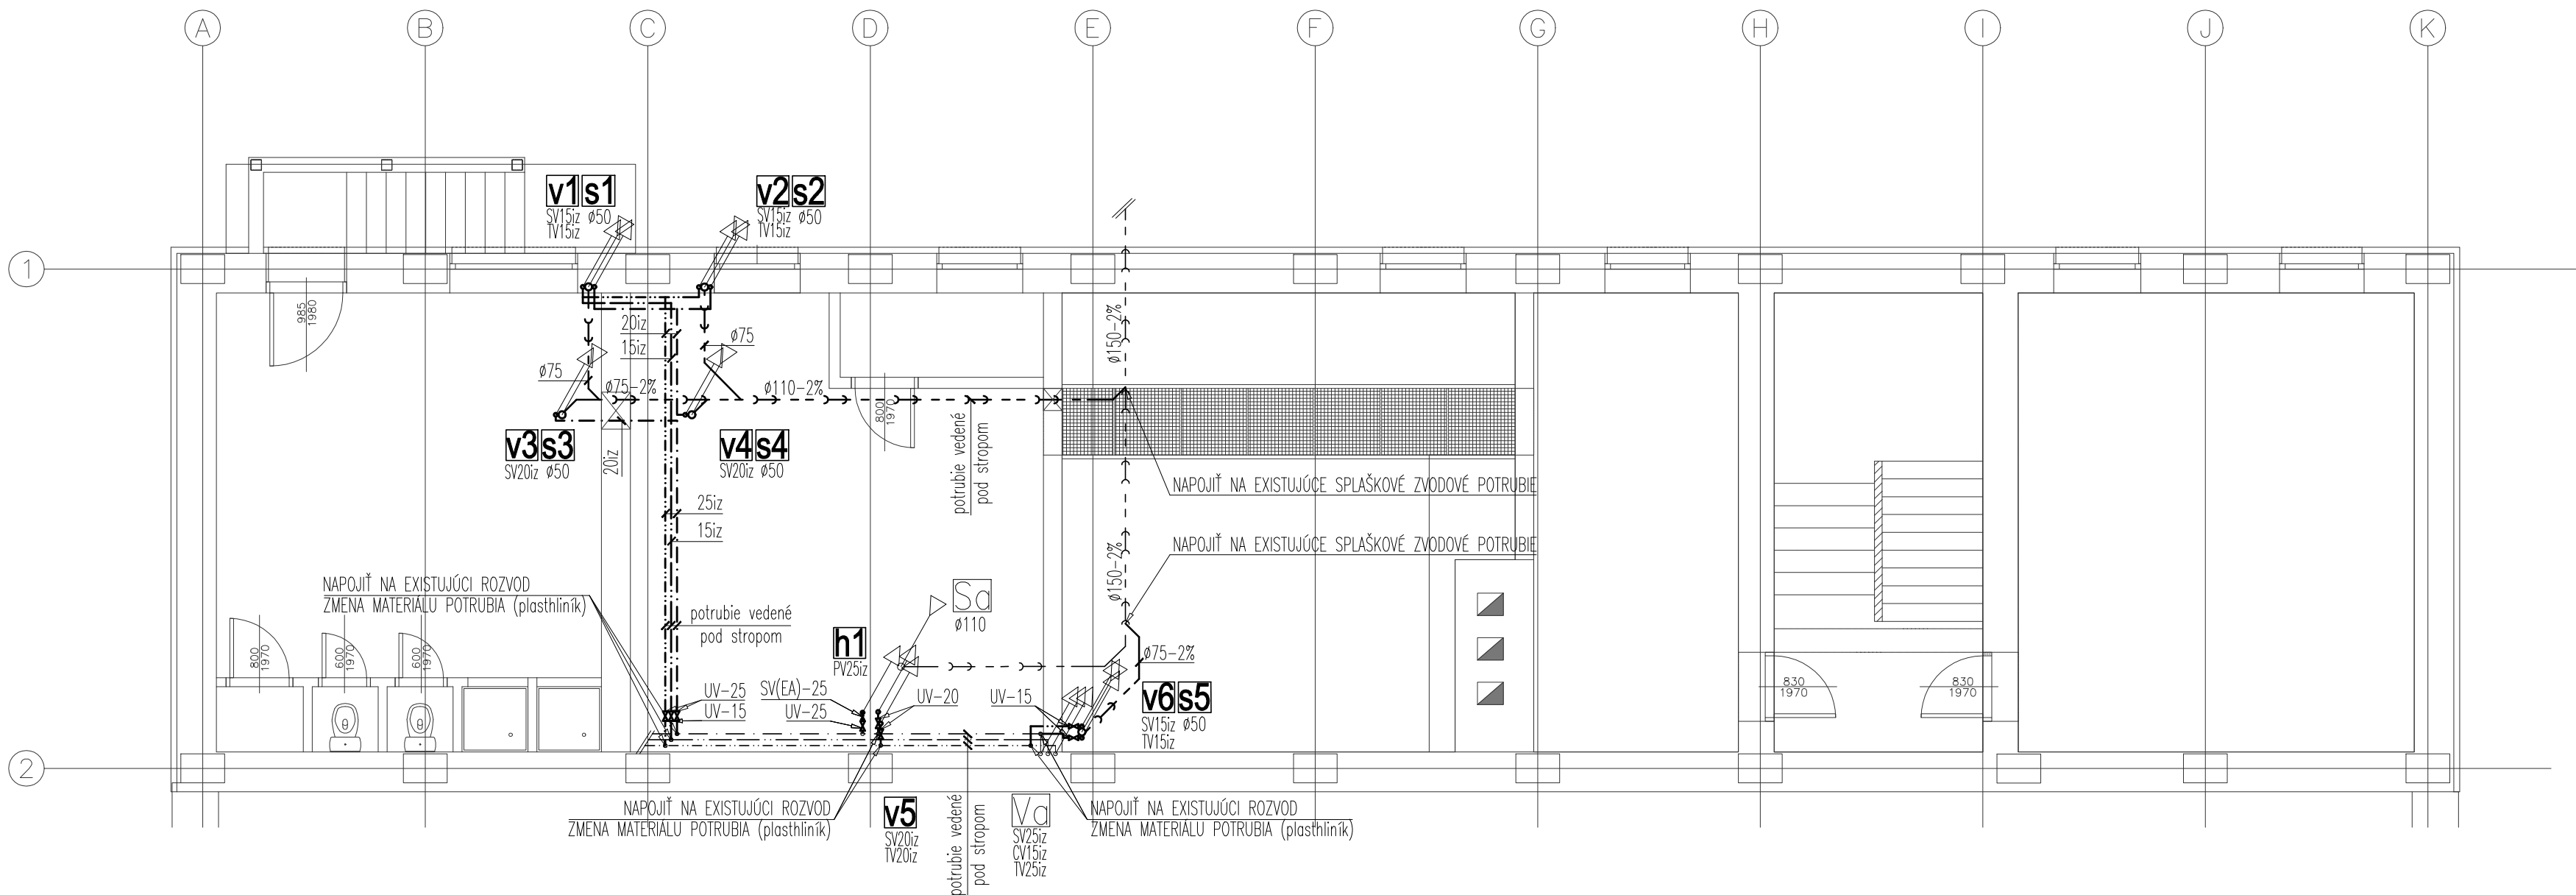 A
B
C
D
E
F
G
H
I
J
K
1
2
v1 s1
SV15iz ø50
TV15iz
v2 s2
SV15iz ø50
TV15iz
985
1980
20iz
15iz
ø75
ø75
ø75-2%
ø110-2%
ø150-2%
800
1970
v3 s3
SV20iz ø50
20iz
v4 s4
SV20iz ø50
potrubie vedené
pod stropom
NAPOJIŤ NA EXISTUJÚCE SPLAŠKOVÉ ZVODOVÉ POTRUBIE
25iz
15iz
NAPOJIŤ NA EXISTUJÚCE SPLAŠKOVÉ ZVODOVÉ POTRUBIE
ø150-2%
NAPOJIŤ NA EXISTUJÚCI ROZVOD
ZMENA MATERIÁLU POTRUBIA (plasthliník)
potrubie vedené
pod stropom
Sa
ø110
h1
PV25iz
800
1970
600
1970
600
1970
ø75-2%
UV-25
UV-15
SV(EA)-25
UV-25
UV-20
UV-15
v6 s5
SV15iz ø50
TV15iz
830
1970
830
1970
NAPOJIŤ NA EXISTUJÚCI ROZVOD
ZMENA MATERIÁLU POTRUBIA (plasthliník)
v5
SV20iz
TV20iz
potrubie vedené
pod stropom
Va
SV25iz
CV15iz
TV25iz
NAPOJIŤ NA EXISTUJÚCI ROZVOD
ZMENA MATERIÁLU POTRUBIA (plasthliník)